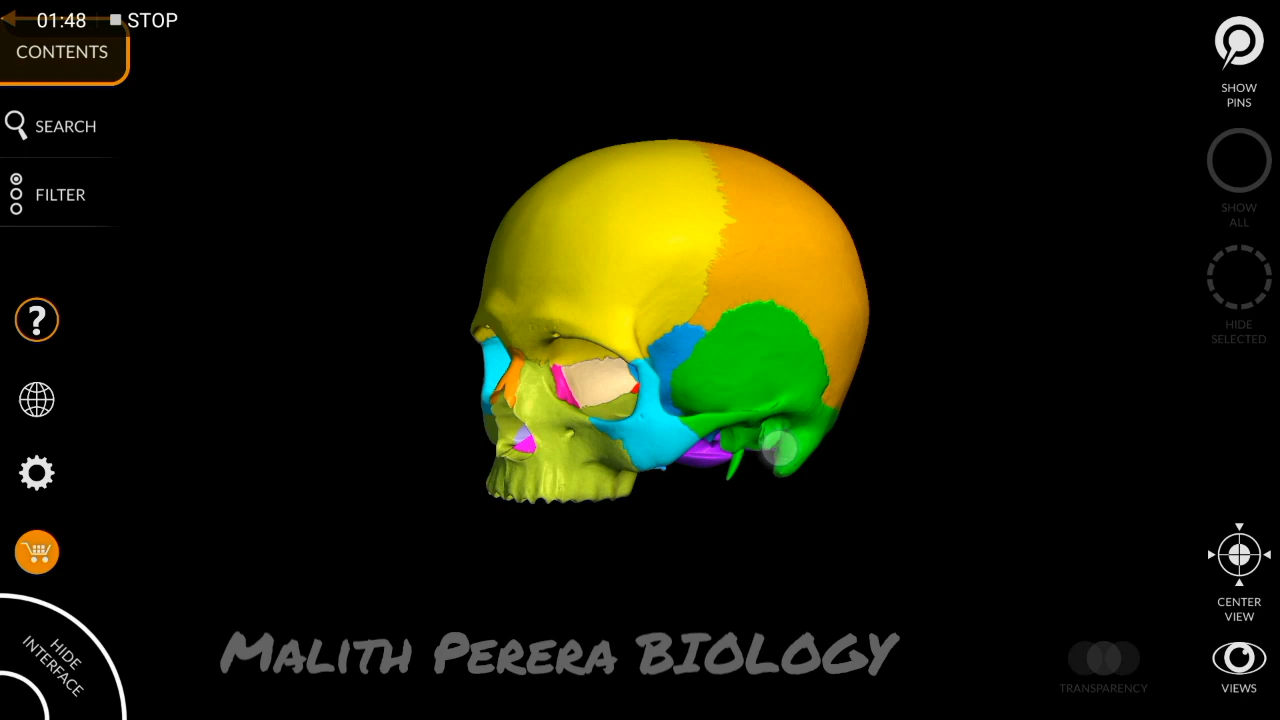 01:48 STOP
CONTENTS
SEARCH
FILTER
?
HIDE
INTERFACE
SHOW
PINS
SHOW
ALL
HIDE
SELECTED
CENTER
VIEW
TRANSPARENCY
VIEWS
MALITH PERERA BIOLOGY